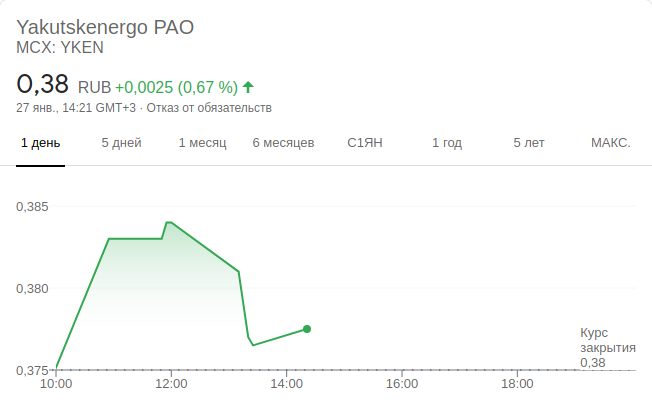 Yakutskenergo PAO
MCX: YKEN
0,38 RUB +0,0025 (0,67 %)
27 янв., 14:21 GMT+3 · Отказ от обязательств
1 день 5 дней 1 месяц 6 месяцев С1ЯН 1 год 5 лет МАКС.
0,385
0,380
Курс
закрытия
0,38
0,375
10:00 12:00 14:00 16:00 18:00